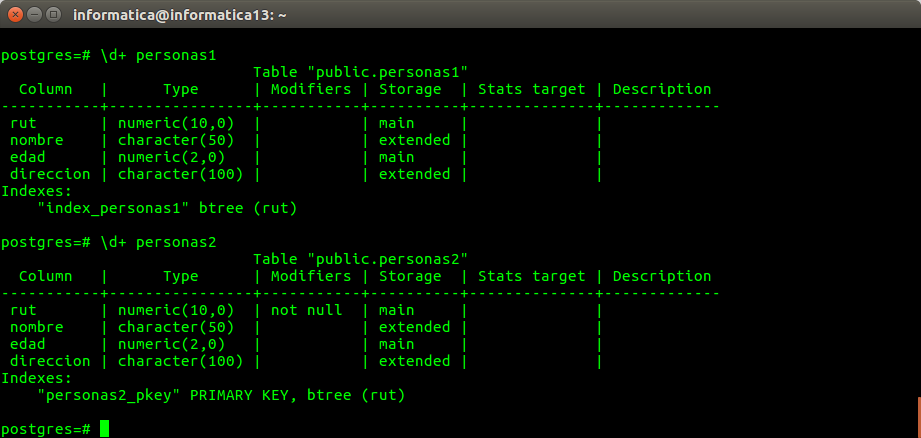 informatica@informatica13: ~
postgres=# \d+ personas1
                            Table "public.personas1"
  Column   |      Type      | Modifiers | Storage  | Stats target | Description
-----------+----------------+-----------+----------+--------------+-------------
 rut       | numeric(10,0)  |           | main     |              |
 nombre    | character(50)  |           | extended |              |
 edad      | numeric(2,0)   |           | main     |              |
 direccion | character(100) |           | extended |              |
Indexes:
    "index_personas1" btree (rut)
postgres=# \d+ personas2
                            Table "public.personas2"
  Column   |      Type      | Modifiers | Storage  | Stats target | Description
-----------+----------------+-----------+----------+--------------+-------------
 rut       | numeric(10,0)  | not null  | main     |              |
 nombre    | character(50)  |           | extended |              |
 edad      | numeric(2,0)   |           | main     |              |
 direccion | character(100) |           | extended |              |
Indexes:
    "personas2_pkey" PRIMARY KEY, btree (rut)
postgres=#